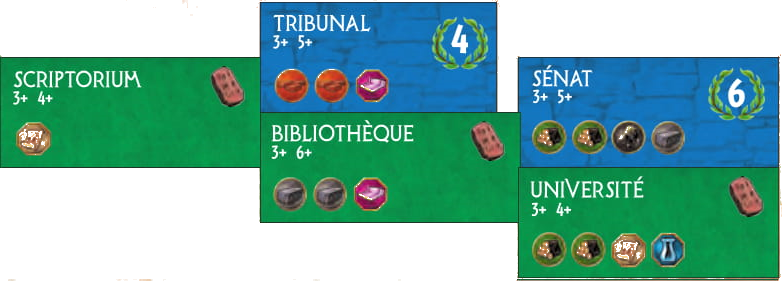 TRIBUNAL
3+ 5+
4
SCRIPTORIUM
3+ 4+
SÉNAT
3+ 5+
6
BIBLIOTHÈQUE
3+ 6+
UNIVERSITÉ
3+ 4+